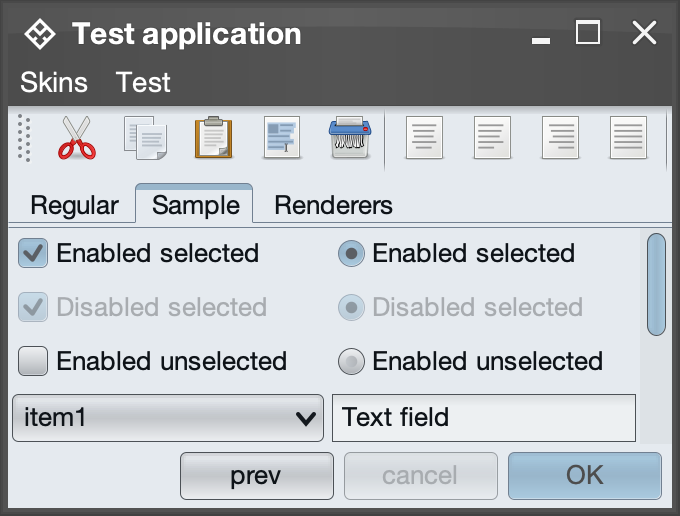 Test application
Skins Test
Regular Sample Renderers
Enabled selected Enabled selected
Disabled selected Disabled selected
Enabled unselected Enabled unselected
item1 Text field
prev cancel OK